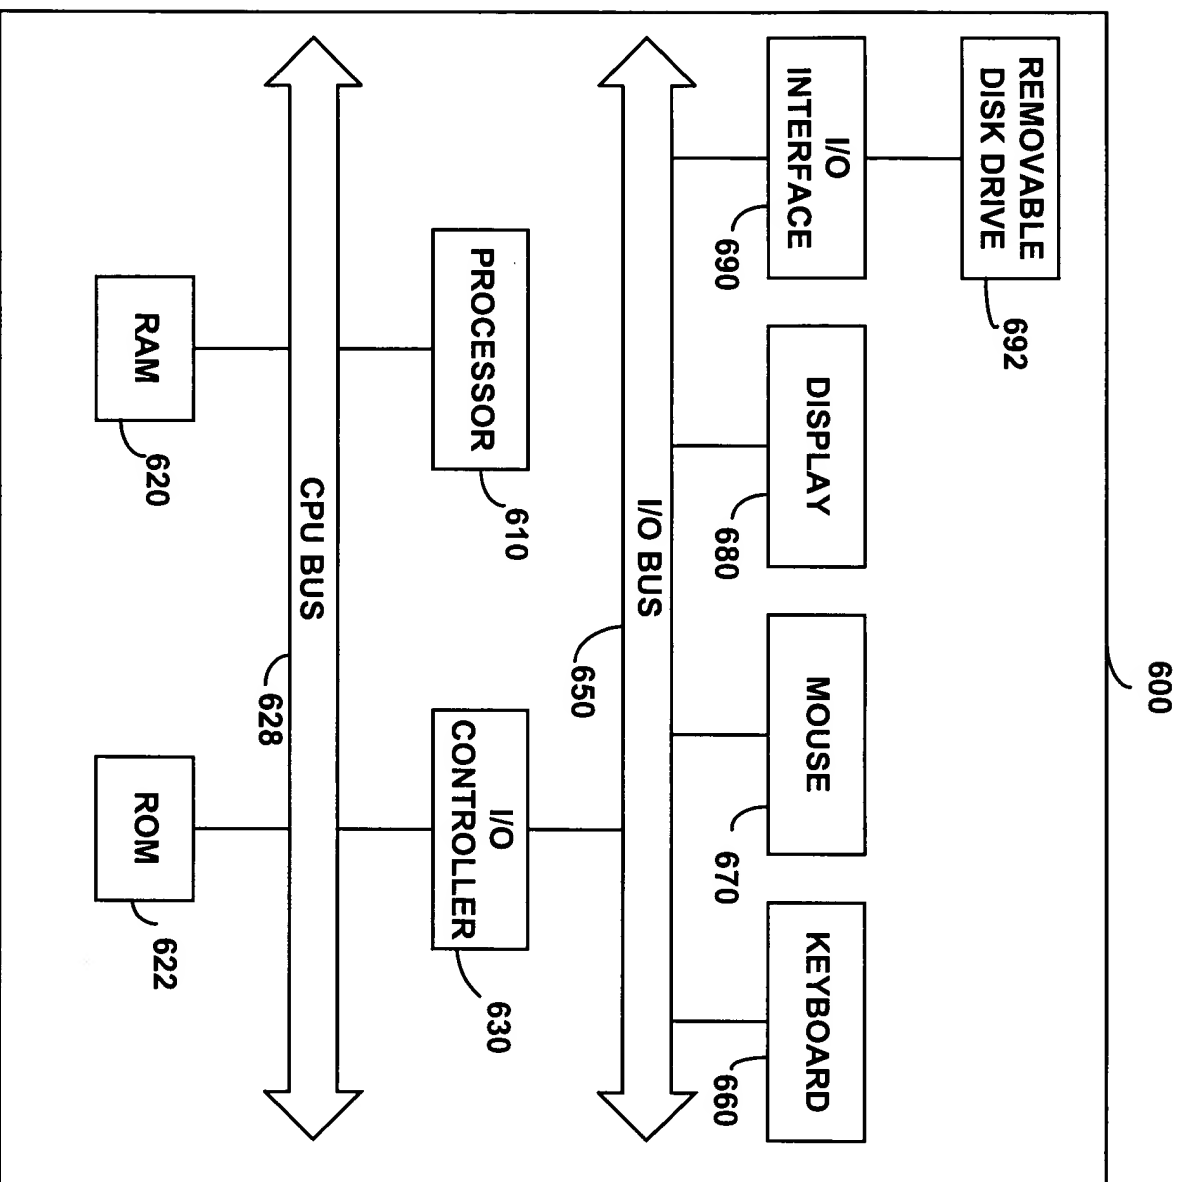 600
REMOVABLE
DISK DRIVE
692
I/O
INTERFACE
690
DISPLAY
680
MOUSE
670
KEYBOARD
660
I/O BUS
650
PROCESSOR
610
I/O
CONTROLLER
630
CPU BUS
628
RAM
620
ROM
622